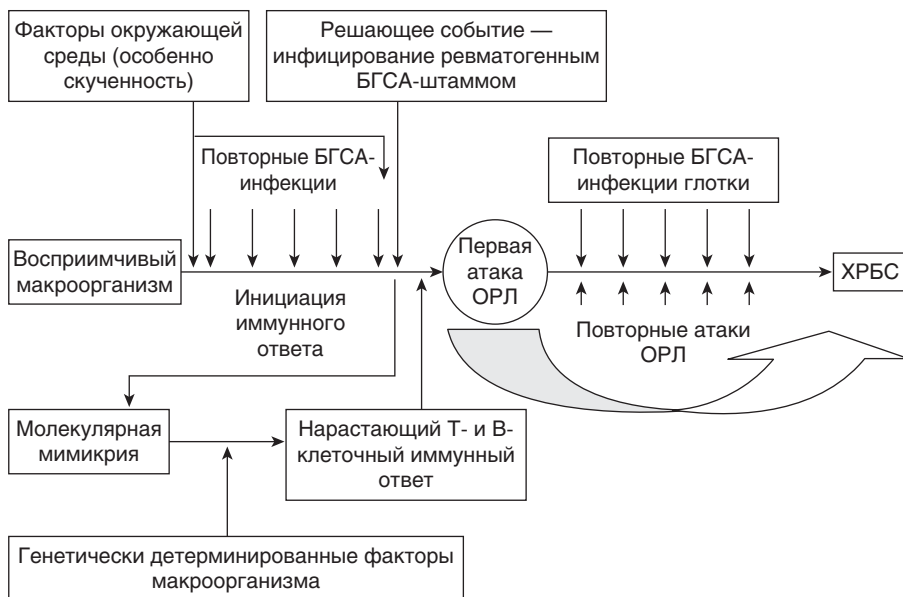 Факторы окружающей
среды (особенно
скученность)
Решающее событие —
инфицирование ревматогенным
БГСА-штаммом
Повторные БГСА-
инфекции
Повторные БГСА-
инфекции глотки
Восприимчивый
макроорганизм
Первая
атака
ОРЛ
ХРБС
Инициация
иммунного
ответа
Повторные атаки
ОРЛ
Молекулярная
мимикрия
Нарастающий Т- и В-
клеточный иммунный
ответ
Генетически детерминированные факторы
макроорганизма